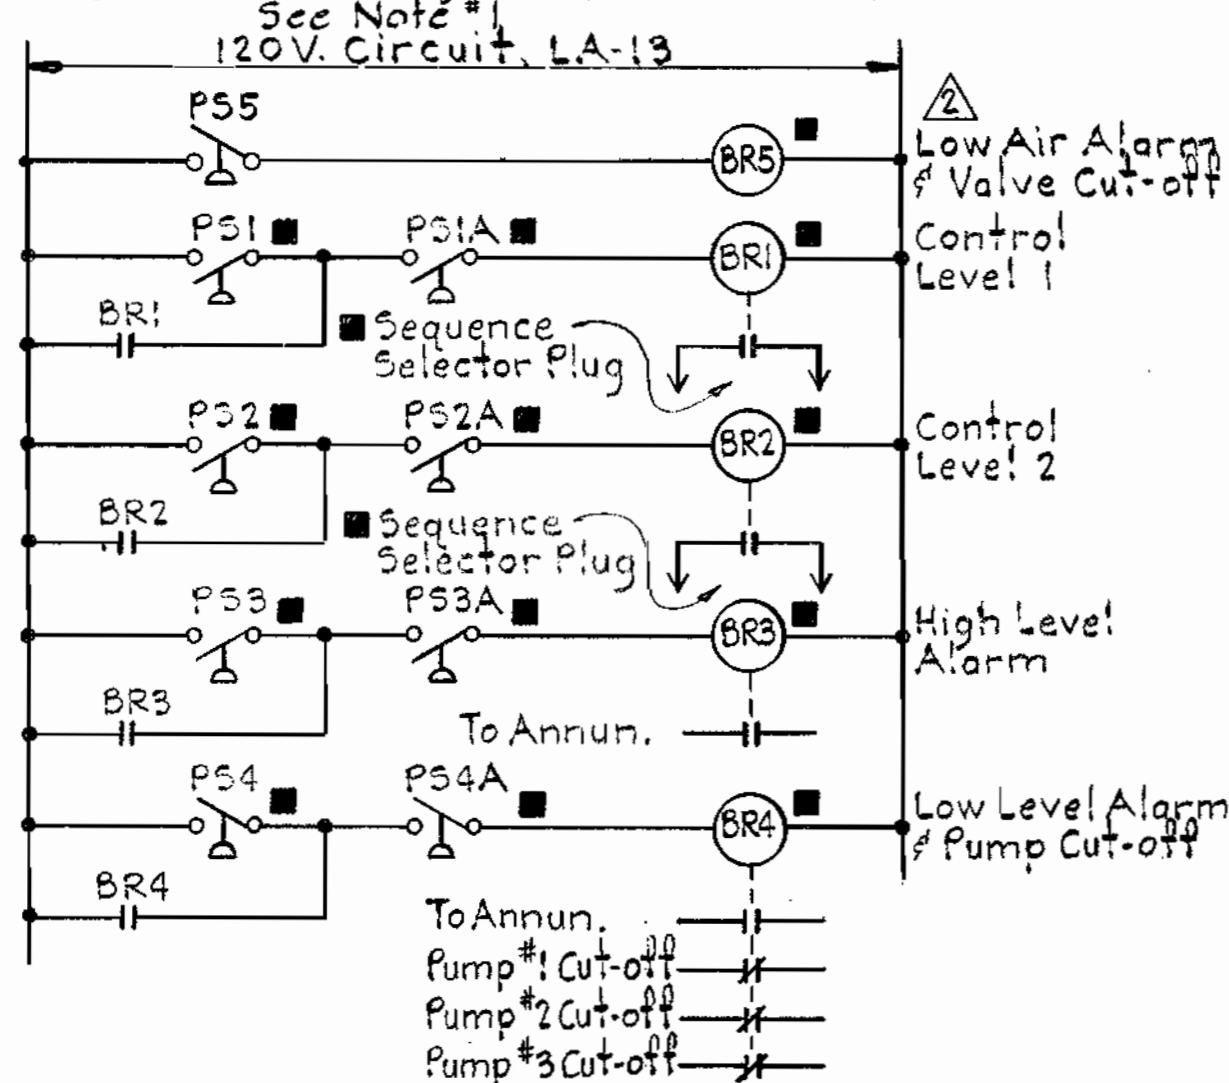 See Note #1
120V. Circuit, LA-13
2
PS5
BR5
Low Air Alarm
& Valve Cut-off
PS1
PS1A
BR1
Control
Level 1
BR1
Sequence
Selector Plug
PS2
PS2A
BR2
Control
Level 2
BR2
Sequence
Selector Plug
PS3
PS3A
BR3
High Level
Alarm
BR3
To Annun.
PS4
PS4A
BR4
Low Level Alarm
& Pump Cut-off
BR4
To Annun.
Pump #1 Cut-off
Pump #2 Cut-off
Pump #3 Cut-off